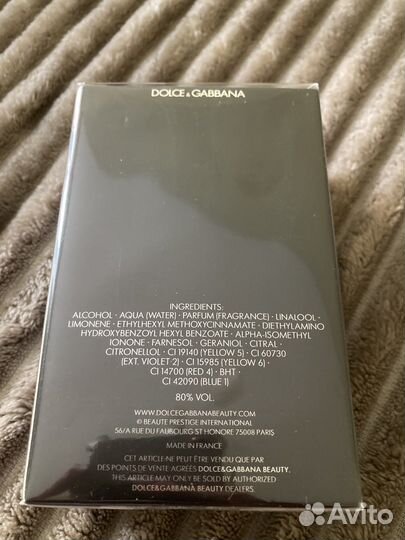 DOLCE & GABBANA
INGREDIENTS:
ALCOHOL · AQUA (WATER) · PARFUM (FRAGRANCE) · LINALOOL ·
LIMONENE · ETHYLHEXYL METHOXYCINNAMATE · DIETHYLAMINO
HYDROXYBENZOYL HEXYL BENZOATE · ALPHA-ISOMETHYL
IONONE · FARNESOL · GERANIOL · CITRAL ·
CITRONELLOL · CI 19140 (YELLOW 5) · CI 60730
(EXT. VIOLET 2) · CI 15985 (YELLOW 6) ·
CI 14700 (RED 4) · BHT ·
CI 42090 (BLUE 1)
80% VOL.
WWW.DOLCEGABBANABEAUTY.COM
© BEAUTE PRESTIGE INTERNATIONAL
56/A RU DU FAUBOURG ST HONORE 75008 PARIS
MADE IN FRANCE
CET ARTICLE-NE PEUT ÊTRE VENDU QUE PAR
DES POINTS DE VENTE AGREÉS DOLCE&GABBANA BEAUTY.
THIS ARTICLE MAY ONLY BE SOLD BY AUTHORIZED
DOLCE&GABBANA BEAUTY DEALERS.
Avito